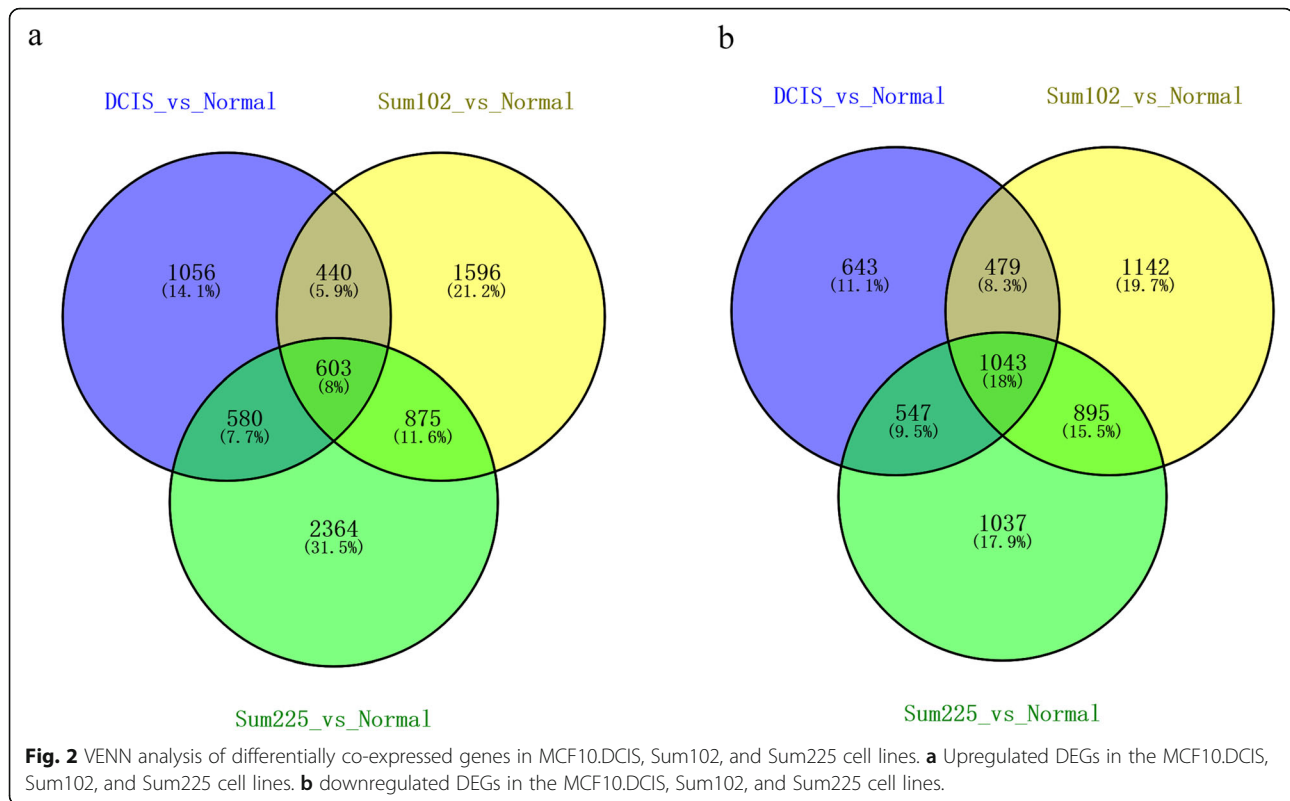 a
DCIS_vs_Normal
Sum102_vs_Normal
1056
(14.1%)
440
(5.9%)
1596
(21.2%)
603
(8%)
580
(7.7%)
875
(11.6%)
2364
(31.5%)
Sum225_vs_Normal
b
DCIS_vs_Normal
Sum102_vs_Normal
643
(11.1%)
479
(8.3%)
1142
(19.7%)
1043
(18%)
547
(9.5%)
895
(15.5%)
1037
(17.9%)
Sum225_vs_Normal
Fig. 2 VENN analysis of differentially co-expressed genes in MCF10.DCIS, Sum102, and Sum225 cell lines. a Upregulated DEGs in the MCF10.DCIS,
Sum102, and Sum225 cell lines. b downregulated DEGs in the MCF10.DCIS, Sum102, and Sum225 cell lines.